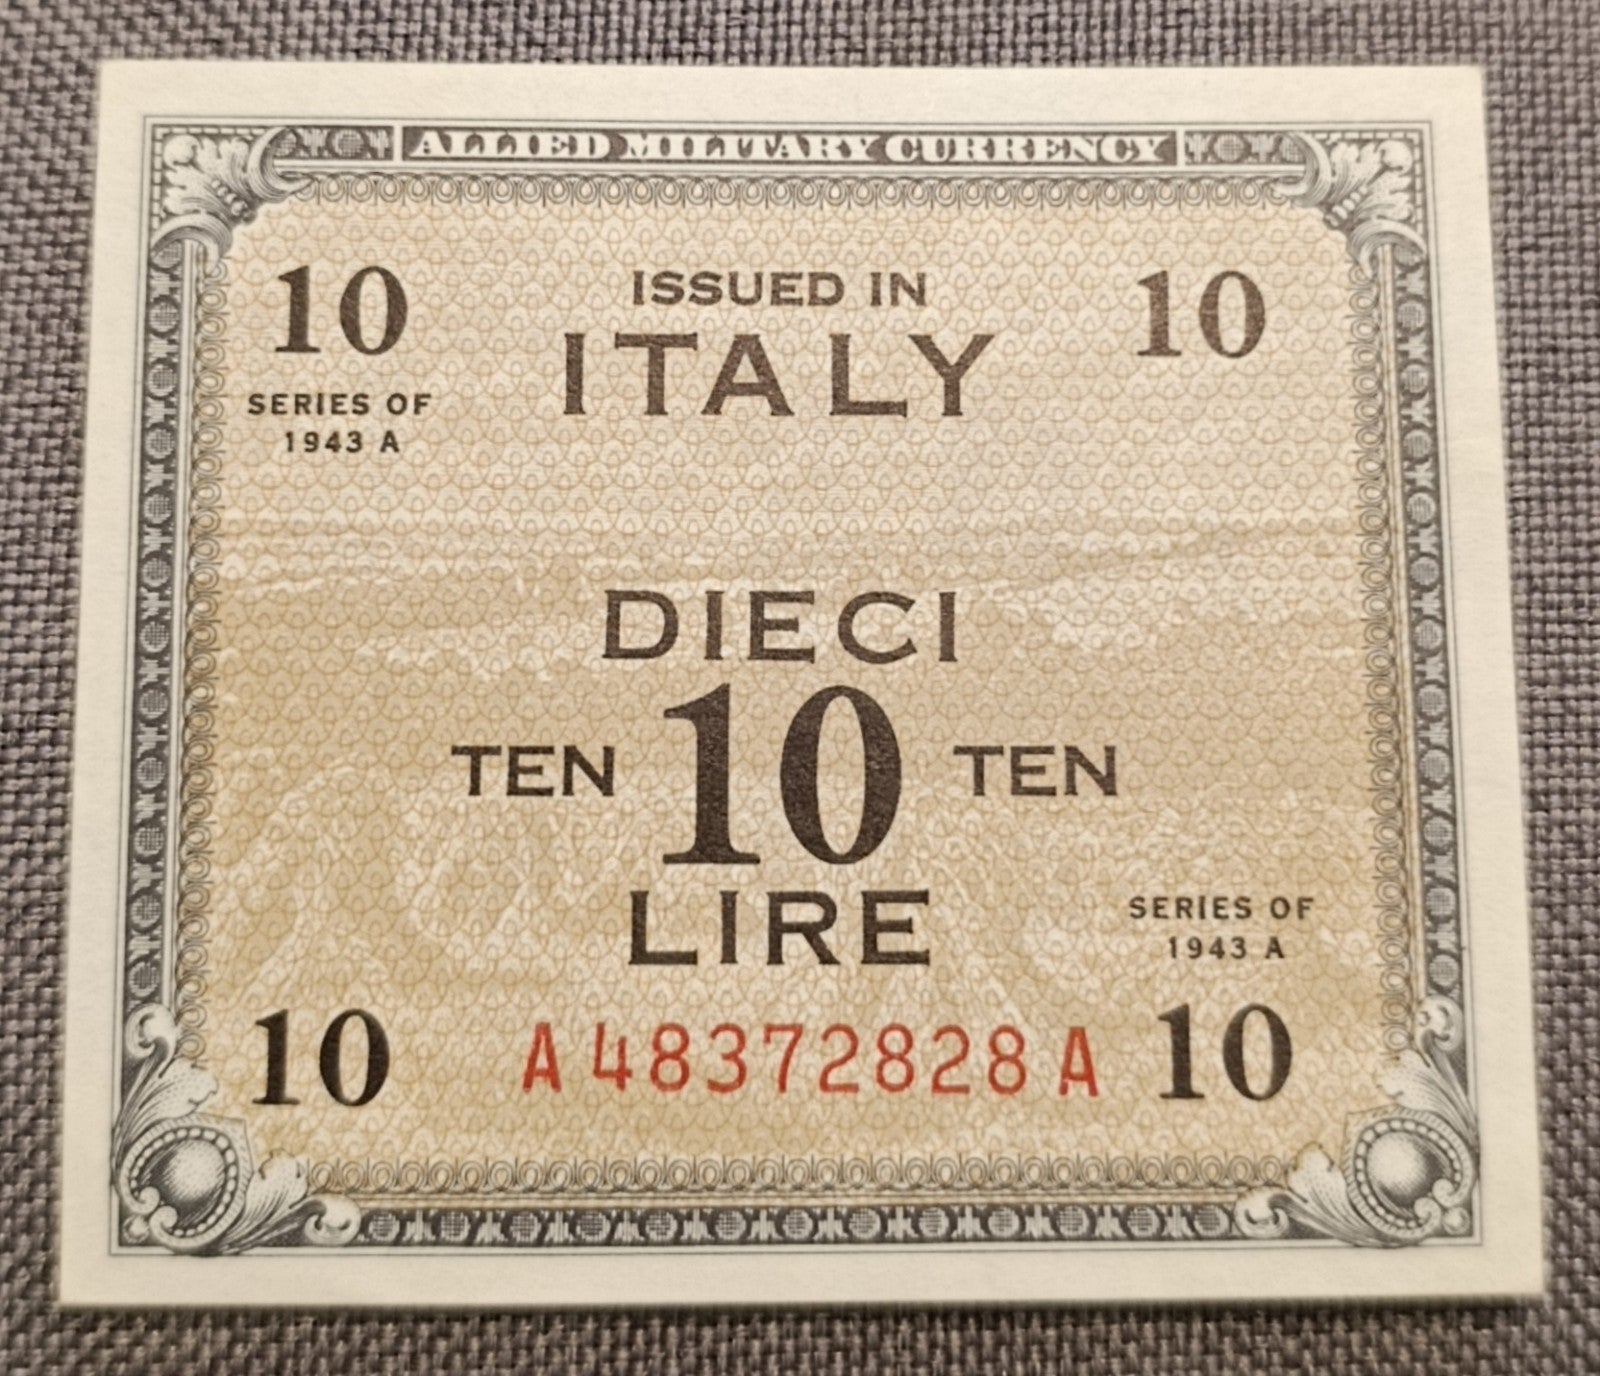 ALLIED MILITARY CURRENCY
10 ISSUED IN 10
ITALY
SERIES OF
1943 A
DIECI
TEN 10 TEN
LIRE
SERIES OF
1943 A
10 A48372828A 10